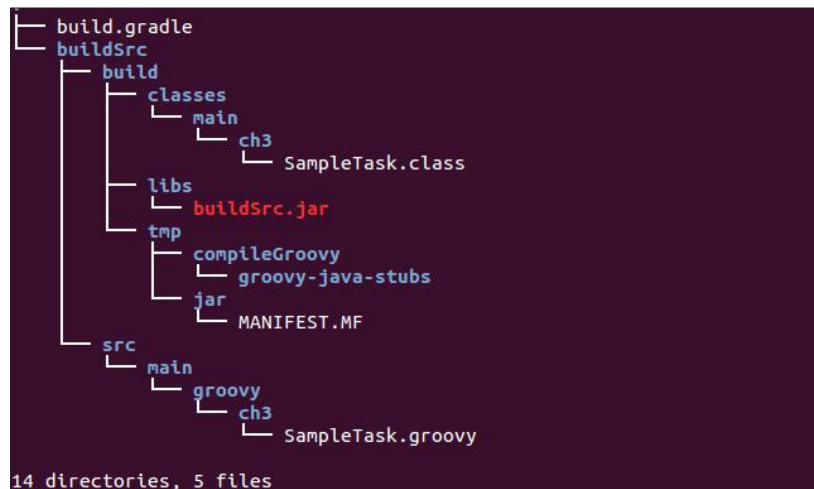 .
├── build.gradle
└── buildSrc
    ├── build
    │   ├── classes
    │   │   └── main
    │   │       └── ch3
    │   │           └── SampleTask.class
    │   ├── libs
    │   │   └── buildSrc.jar
    │   └── tmp
    │       ├── compileGroovy
    │       │   └── groovy-java-stubs
    │       └── jar
    │           └── MANIFEST.MF
    └── src
        └── main
            └── groovy
                └── ch3
                    └── SampleTask.groovy
14 directories, 5 files